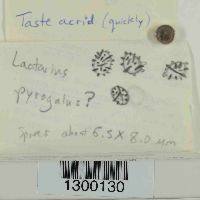 Taste acrid (quickly)
Lactarius
pyrogalus?
Spores about 6.5 X 8.0 µm
1300130